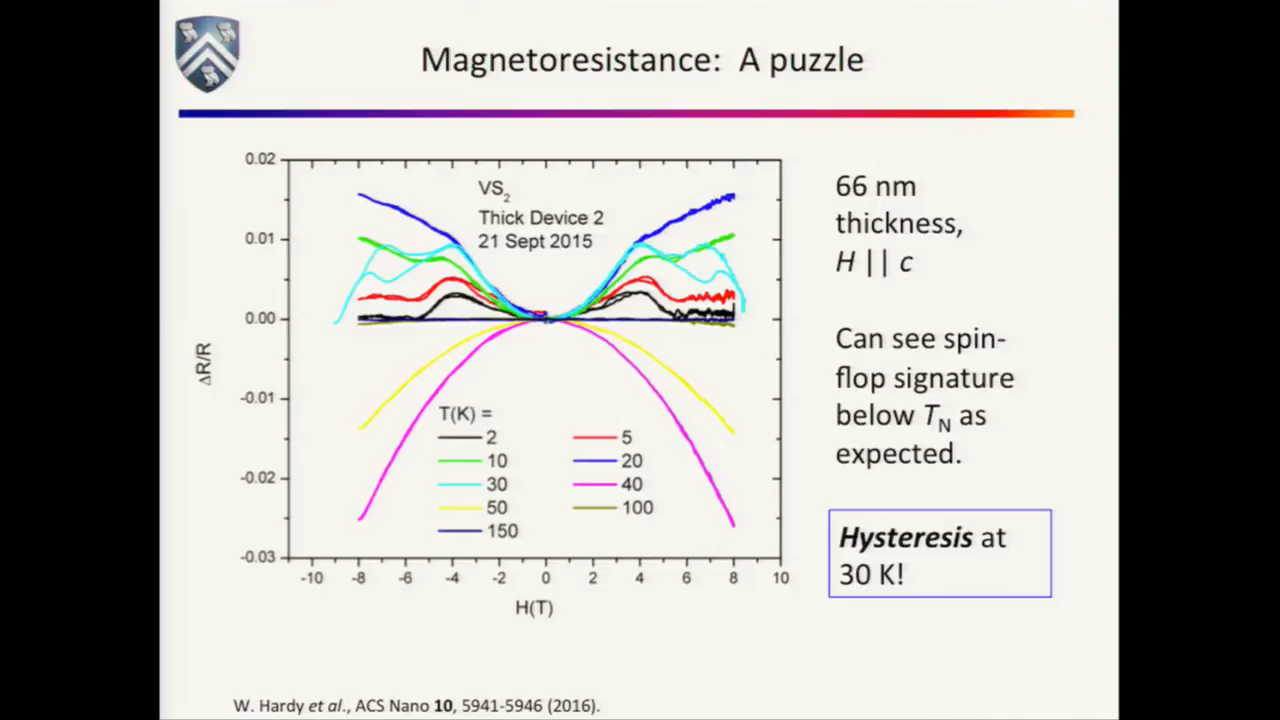 Magnetoresistance: A puzzle
0.02
0.01
0.00
-0.01
-0.02
-0.03
ΔR/R
VS2
Thick Device 2
21 Sept 2015
T(K) =
2 5
10 20
30 40
50 100
150
-10 -8 -6 -4 -2 0 2 4 6 8 10
H(T)
66 nm
thickness,
H || c
Can see spin-
flop signature
below TN as
expected.
Hysteresis at
30 K!
W. Hardy et al., ACS Nano 10, 5941-5946 (2016).